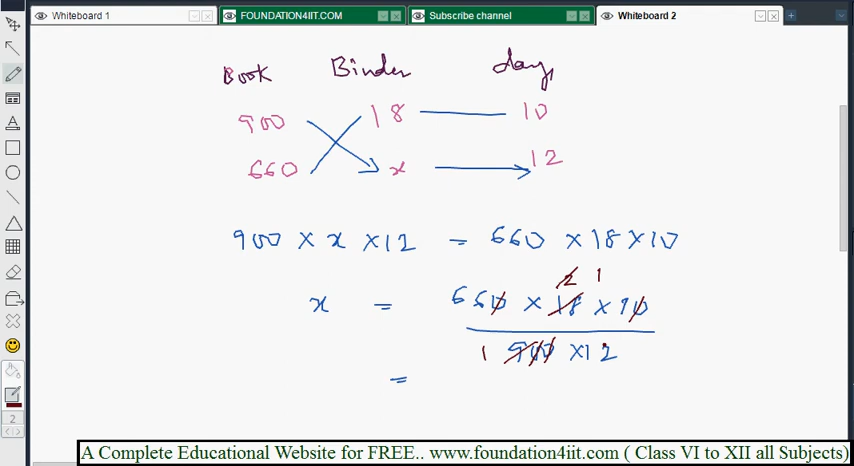 Whiteboard 1 FOUNDATION4IIT.COM Subscribe channel Whiteboard 2
Book Binder day
900 18 10
660 x 12
900 × x × 12 = 660 × 18 × 10
2 1
x = 660 × 18 × 10
1 900 × 12
=
2
A Complete Educational Website for FREE.. www.foundation4iit.com ( Class VI to XII all Subjects)